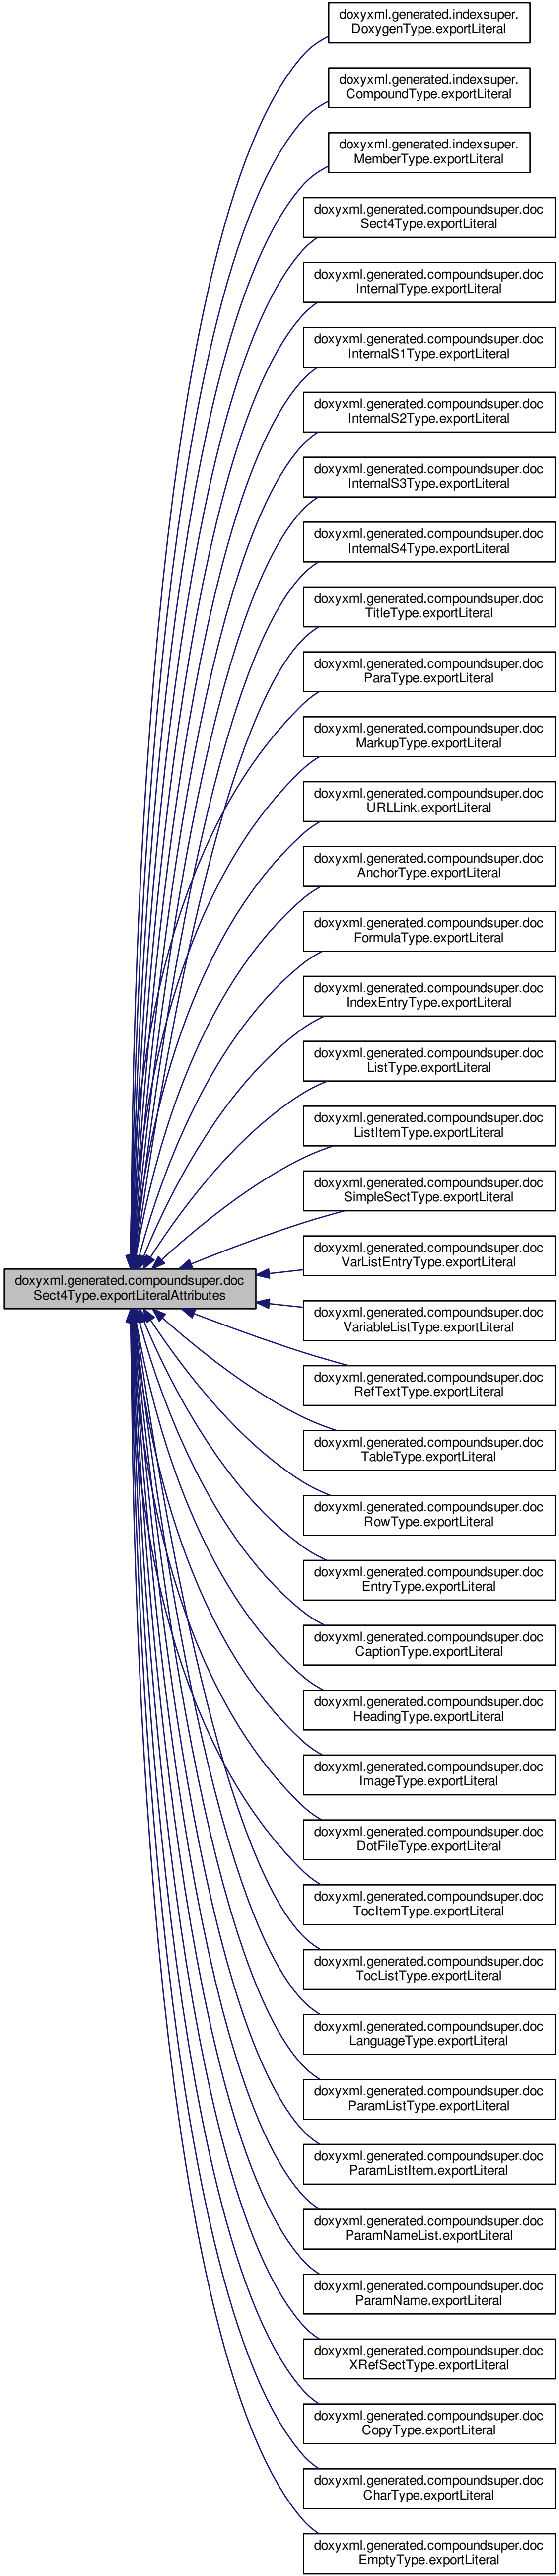 doxyxml.generated.indexsuper.
DoxygenType.exportLiteral
doxyxml.generated.indexsuper.
CompoundType.exportLiteral
doxyxml.generated.indexsuper.
MemberType.exportLiteral
doxyxml.generated.compoundsuper.doc
Sect4Type.exportLiteral
doxyxml.generated.compoundsuper.doc
InternalType.exportLiteral
doxyxml.generated.compoundsuper.doc
InternalS1Type.exportLiteral
doxyxml.generated.compoundsuper.doc
InternalS2Type.exportLiteral
doxyxml.generated.compoundsuper.doc
InternalS3Type.exportLiteral
doxyxml.generated.compoundsuper.doc
InternalS4Type.exportLiteral
doxyxml.generated.compoundsuper.doc
TitleType.exportLiteral
doxyxml.generated.compoundsuper.doc
ParaType.exportLiteral
doxyxml.generated.compoundsuper.doc
MarkupType.exportLiteral
doxyxml.generated.compoundsuper.doc
URLLink.exportLiteral
doxyxml.generated.compoundsuper.doc
AnchorType.exportLiteral
doxyxml.generated.compoundsuper.doc
FormulaType.exportLiteral
doxyxml.generated.compoundsuper.doc
IndexEntryType.exportLiteral
doxyxml.generated.compoundsuper.doc
ListType.exportLiteral
doxyxml.generated.compoundsuper.doc
ListItemType.exportLiteral
doxyxml.generated.compoundsuper.doc
SimpleSectType.exportLiteral
doxyxml.generated.compoundsuper.doc
VarListEntryType.exportLiteral
doxyxml.generated.compoundsuper.doc
Sect4Type.exportLiteralAttributes
doxyxml.generated.compoundsuper.doc
VariableListType.exportLiteral
doxyxml.generated.compoundsuper.doc
RefTextType.exportLiteral
doxyxml.generated.compoundsuper.doc
TableType.exportLiteral
doxyxml.generated.compoundsuper.doc
RowType.exportLiteral
doxyxml.generated.compoundsuper.doc
EntryType.exportLiteral
doxyxml.generated.compoundsuper.doc
CaptionType.exportLiteral
doxyxml.generated.compoundsuper.doc
HeadingType.exportLiteral
doxyxml.generated.compoundsuper.doc
ImageType.exportLiteral
doxyxml.generated.compoundsuper.doc
DotFileType.exportLiteral
doxyxml.generated.compoundsuper.doc
TocItemType.exportLiteral
doxyxml.generated.compoundsuper.doc
TocListType.exportLiteral
doxyxml.generated.compoundsuper.doc
LanguageType.exportLiteral
doxyxml.generated.compoundsuper.doc
ParamListType.exportLiteral
doxyxml.generated.compoundsuper.doc
ParamListItem.exportLiteral
doxyxml.generated.compoundsuper.doc
ParamNameList.exportLiteral
doxyxml.generated.compoundsuper.doc
ParamName.exportLiteral
doxyxml.generated.compoundsuper.doc
XRefSectType.exportLiteral
doxyxml.generated.compoundsuper.doc
CopyType.exportLiteral
doxyxml.generated.compoundsuper.doc
CharType.exportLiteral
doxyxml.generated.compoundsuper.doc
EmptyType.exportLiteral